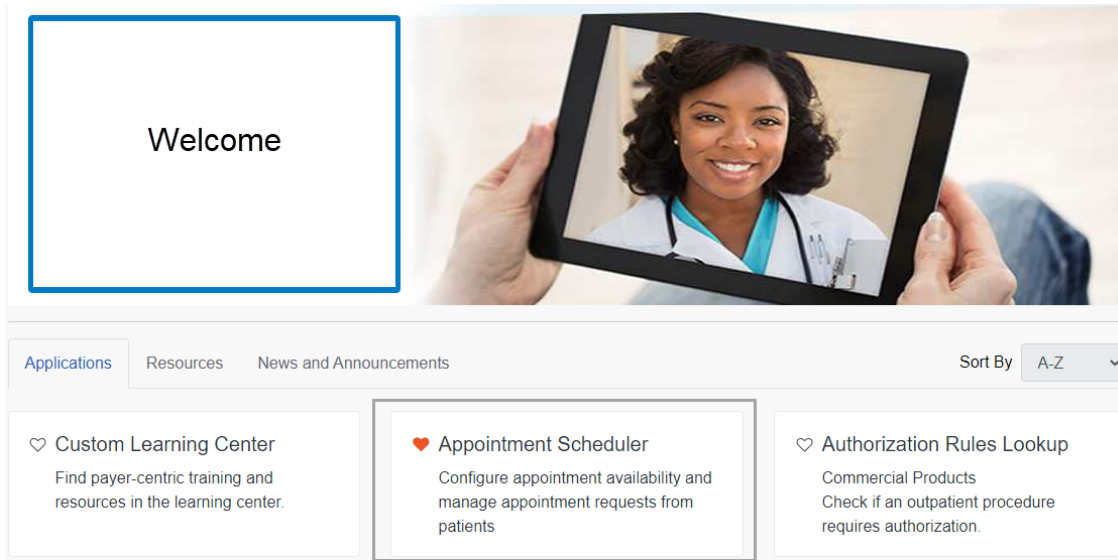 Welcome
Applications Resources News and Announcements Sort By A-Z
Custom Learning Center
Find payer-centric training and
resources in the learning center.
Appointment Scheduler
Configure appointment availability and
manage appointment requests from
patients
Authorization Rules Lookup
Commercial Products
Check if an outpatient procedure
requires authorization.